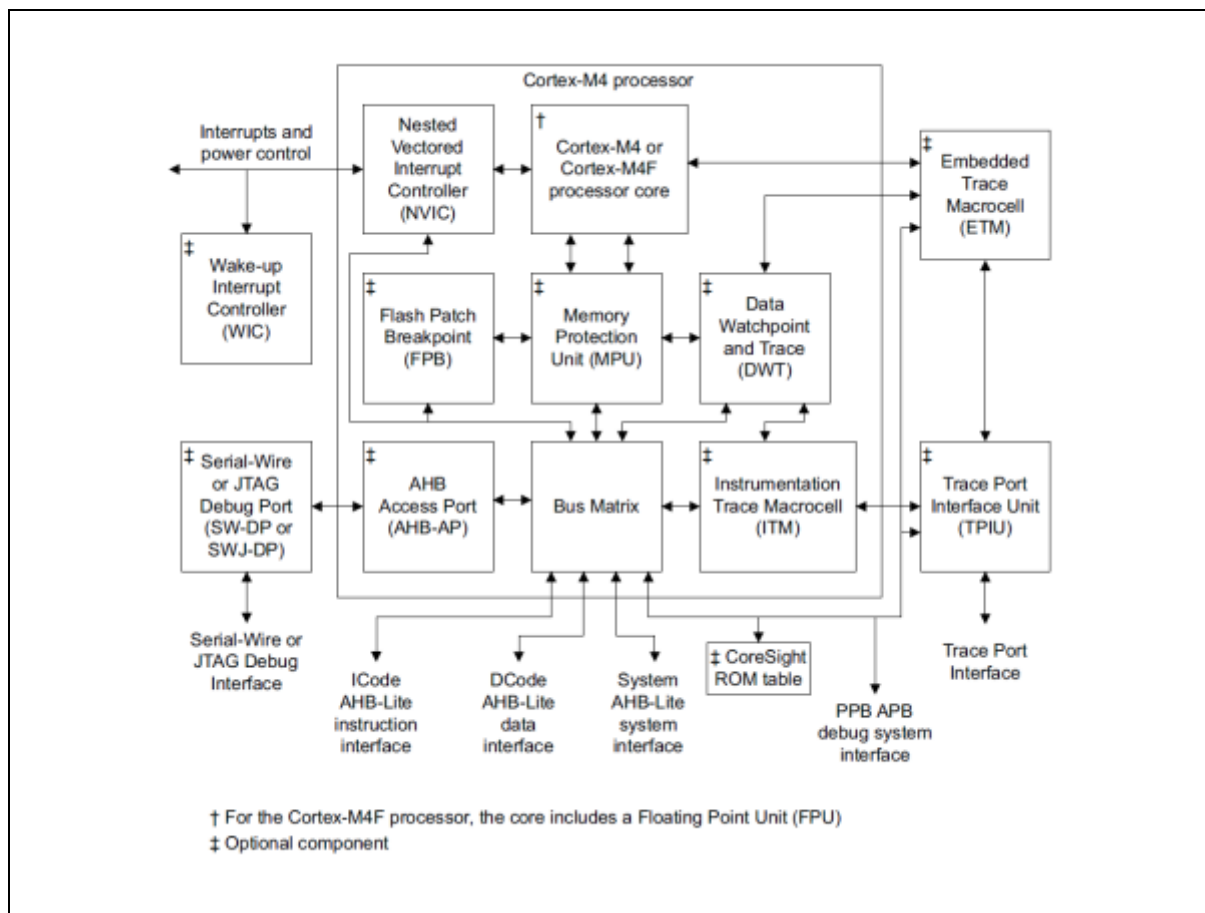 Cortex-M4 processor
Interrupts and
power control
Nested
Vectored
Interrupt
Controller
(NVIC)
†
Cortex-M4 or
Cortex-M4F
processor core
‡
Embedded
Trace
Macrocell
(ETM)
‡
Wake-up
Interrupt
Controller
(WIC)
‡
Flash Patch
Breakpoint
(FPB)
‡
Memory
Protection
Unit (MPU)
‡
Data
Watchpoint
and Trace
(DWT)
‡
Serial-Wire
or JTAG
Debug Port
(SW-DP or
SWJ-DP)
‡
AHB
Access Port
(AHB-AP)
Bus Matrix
‡
Instrumentation
Trace Macrocell
(ITM)
‡
Trace Port
Interface Unit
(TPIU)
Serial-Wire or
JTAG Debug
Interface
ICode
AHB-Lite
instruction
interface
DCode
AHB-Lite
data
interface
System
AHB-Lite
system
interface
‡ CoreSight
ROM table
PPB APB
debug system
interface
Trace Port
Interface
† For the Cortex-M4F processor, the core includes a Floating Point Unit (FPU)
‡ Optional component